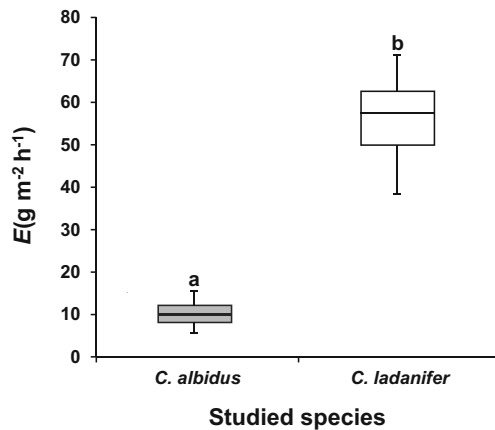 80
70
60
50
40
30
20
10
0
E(g m⁻² h⁻¹)
a
b
C. albidus
C. ladanifer
Studied species